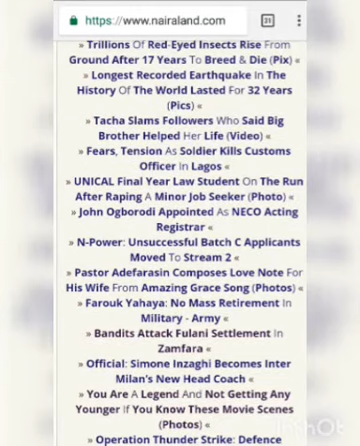 https://www.nairaland.com 21
» Trillions Of Red-Eyed Insects Rise From
Ground After 17 Years To Breed & Die (Pix) «
» Longest Recorded Earthquake In The
History Of The World Lasted For 32 Years
(Pics) «
» Tacha Slams Followers Who Said Big
Brother Helped Her Life (Video) «
» Fears, Tension As Soldier Kills Customs
Officer In Lagos «
» UNICAL Final Year Law Student On The Run
After Raping A Minor Job Seeker (Photo) «
» John Ogborodi Appointed As NECO Acting
Registrar «
» N-Power: Unsuccessful Batch C Applicants
Moved To Stream 2 «
» Pastor Adefarasin Composes Love Note For
His Wife From Amazing Grace Song (Photos) «
» Farouk Yahaya: No Mass Retirement In
Military - Army «
» Bandits Attack Fulani Settlement In
Zamfara «
» Official: Simone Inzaghi Becomes Inter
Milan's New Head Coach «
» You Are A Legend And Not Getting Any
Younger If You Know These Movie Scenes
(Photos) «
» Operation Thunder Strike: Defence